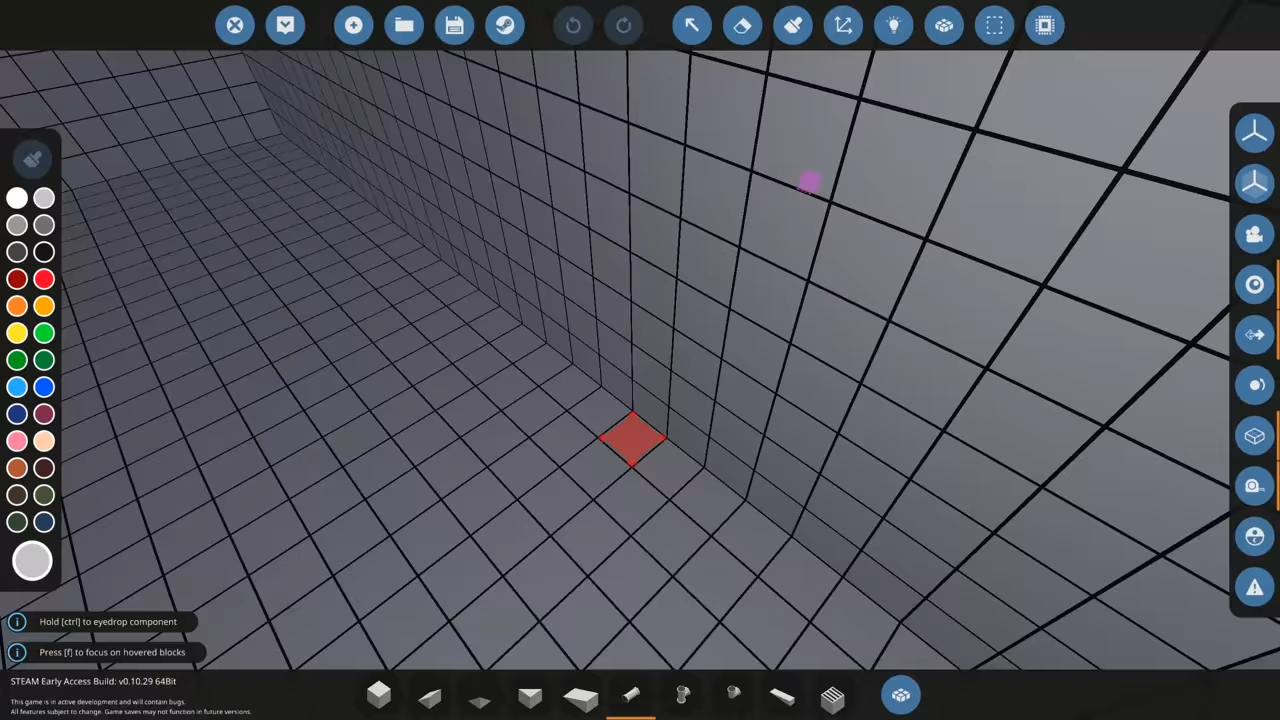 Hold [ctrl] to eyedrop component
Press [f] to focus on hovered blocks
STEAM Early Access Build: v0.10.29 64Bit
This game is in active development and will contain bugs.
All features subject to change. Game saves may not function in future versions.